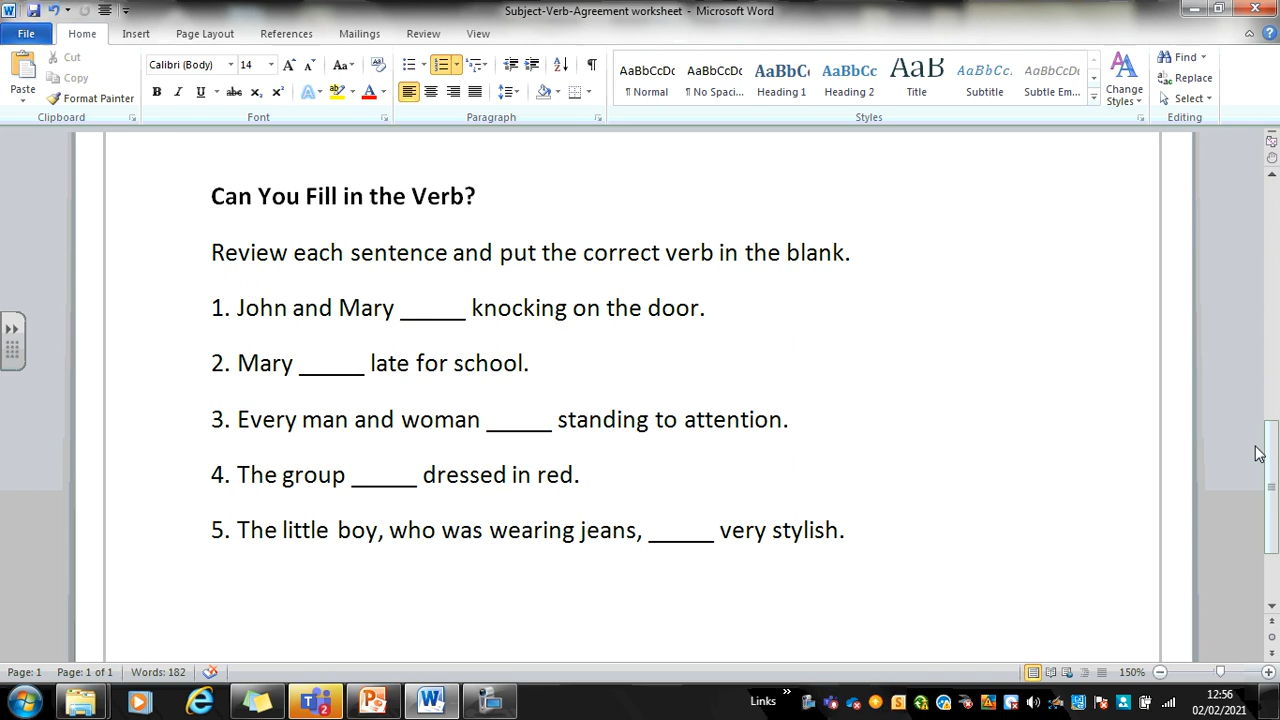 Subject-Verb-Agreement worksheet - Microsoft Word
File Home Insert Page Layout References Mailings Review View
Paste
Cut
Copy
Format Painter
Clipboard
Calibri (Body) 14
Font
Paragraph
AaBbCcDc AaBbCcDc AaBbCc AaBbCc AaB AaBbCc. AaBbCcDc
¶ Normal ¶ No Spaci... Heading 1 Heading 2 Title Subtitle Subtle Em...
Change Styles
Styles
Find
Replace
Select
Editing
Can You Fill in the Verb?
Review each sentence and put the correct verb in the blank.
1. John and Mary _____ knocking on the door.
2. Mary _____ late for school.
3. Every man and woman _____ standing to attention.
4. The group _____ dressed in red.
5. The little boy, who was wearing jeans, _____ very stylish.
Page: 1 Page: 1 of 1 Words: 182 150%
Links » 12:56
02/02/2021